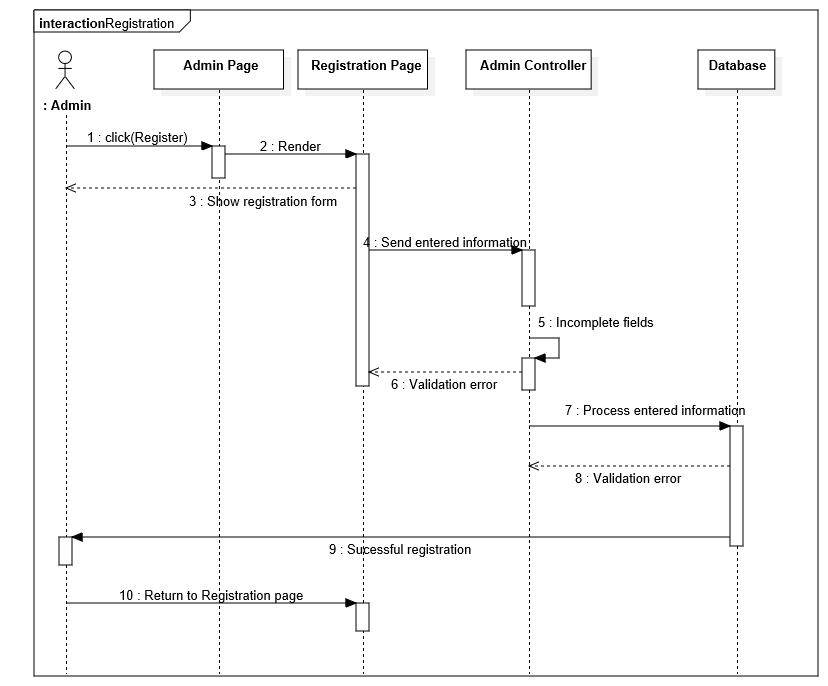 interactionRegistration
Admin Page
Registration Page
Admin Controller
Database
: Admin
1 : click(Register)
2 : Render
3 : Show registration form
4 : Send entered information
5 : Incomplete fields
6 : Validation error
7 : Process entered information
8 : Validation error
9 : Sucessful registration
10 : Return to Registration page